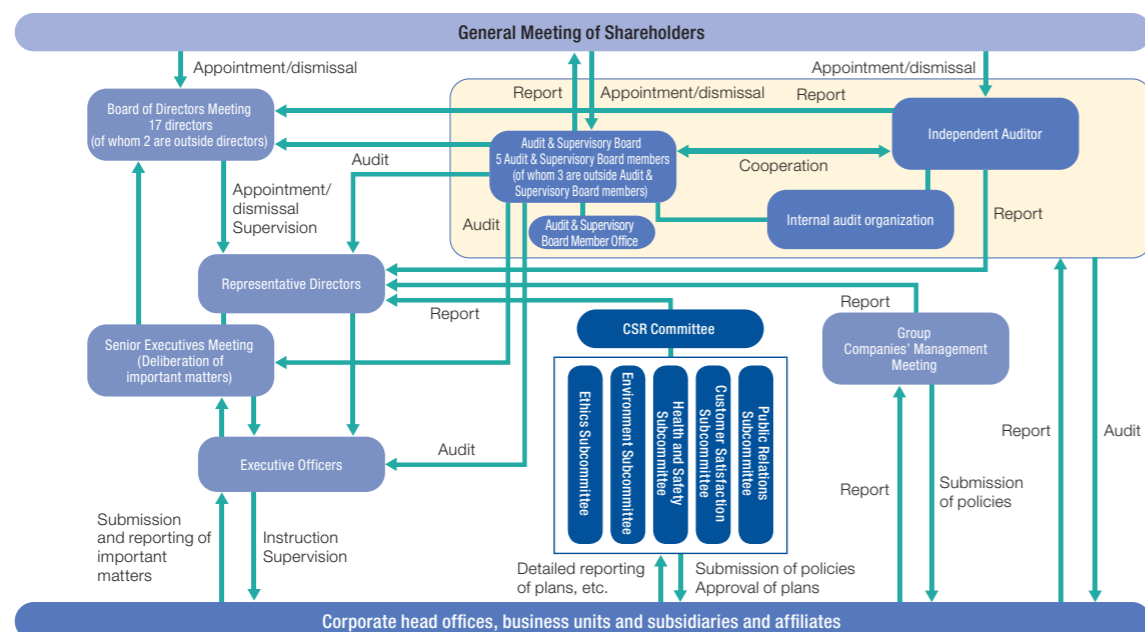 General Meeting of Shareholders
Appointment/dismissal
Report
Appointment/dismissal
Appointment/dismissal
Report
Board of Directors Meeting
17 directors
(of whom 2 are outside directors)
Audit & Supervisory Board
5 Audit & Supervisory Board members
(of whom 3 are outside Audit &
Supervisory Board members)
Independent Auditor
Cooperation
Audit
Appointment/
dismissal
Supervision
Audit
Audit & Supervisory
Board Member Office
Internal audit organization
Report
Representative Directors
Report
Report
CSR Committee
Senior Executives Meeting
(Deliberation of
important matters)
Group
Companies' Management
Meeting
Ethics Subcommittee
Environment Subcommittee
Health and Safety
Subcommittee
Customer Satisfaction
Subcommittee
Public Relations
Subcommittee
Executive Officers
Audit
Report
Audit
Report
Submission
of policies
Submission
and reporting of
important
matters
Instruction
Supervision
Detailed reporting
of plans, etc.
Submission of policies
Approval of plans
Corporate head offices, business units and subsidiaries and affiliates